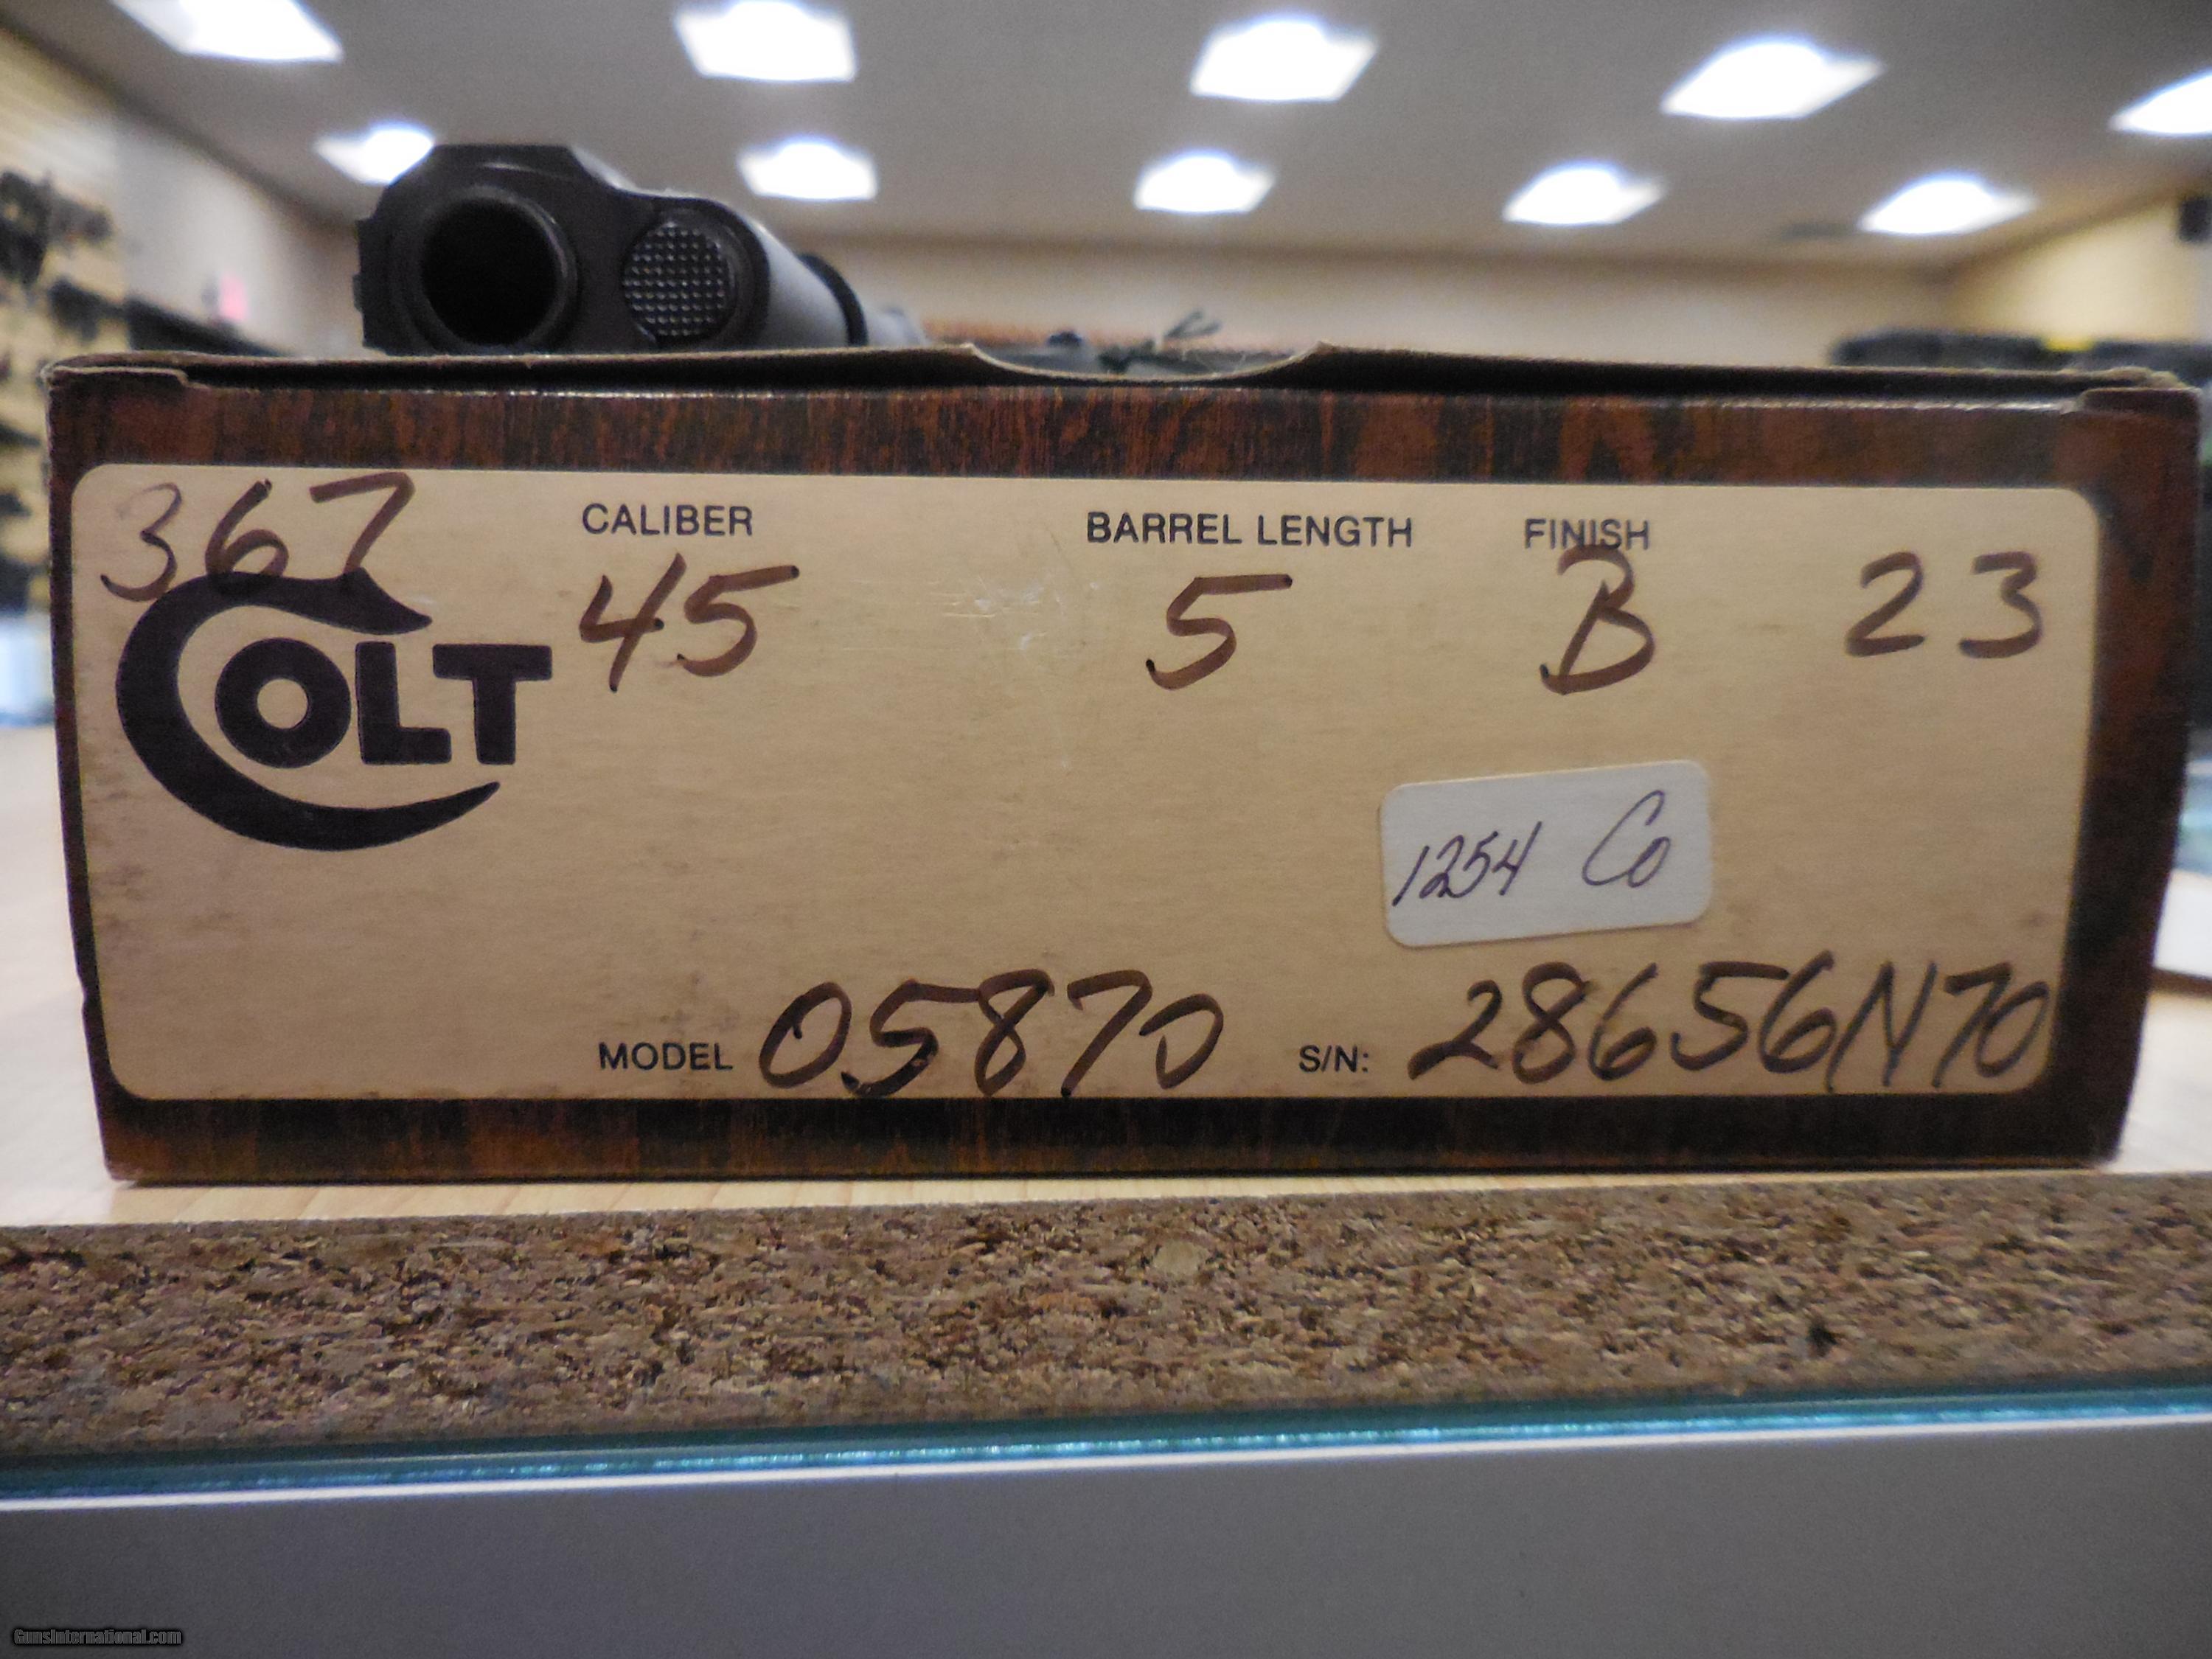 367
COLT
CALIBER BARREL LENGTH FINISH
45 5 B 23
1254 Co
MODEL 05870 S/N: 28656N70
GunsInternational.com